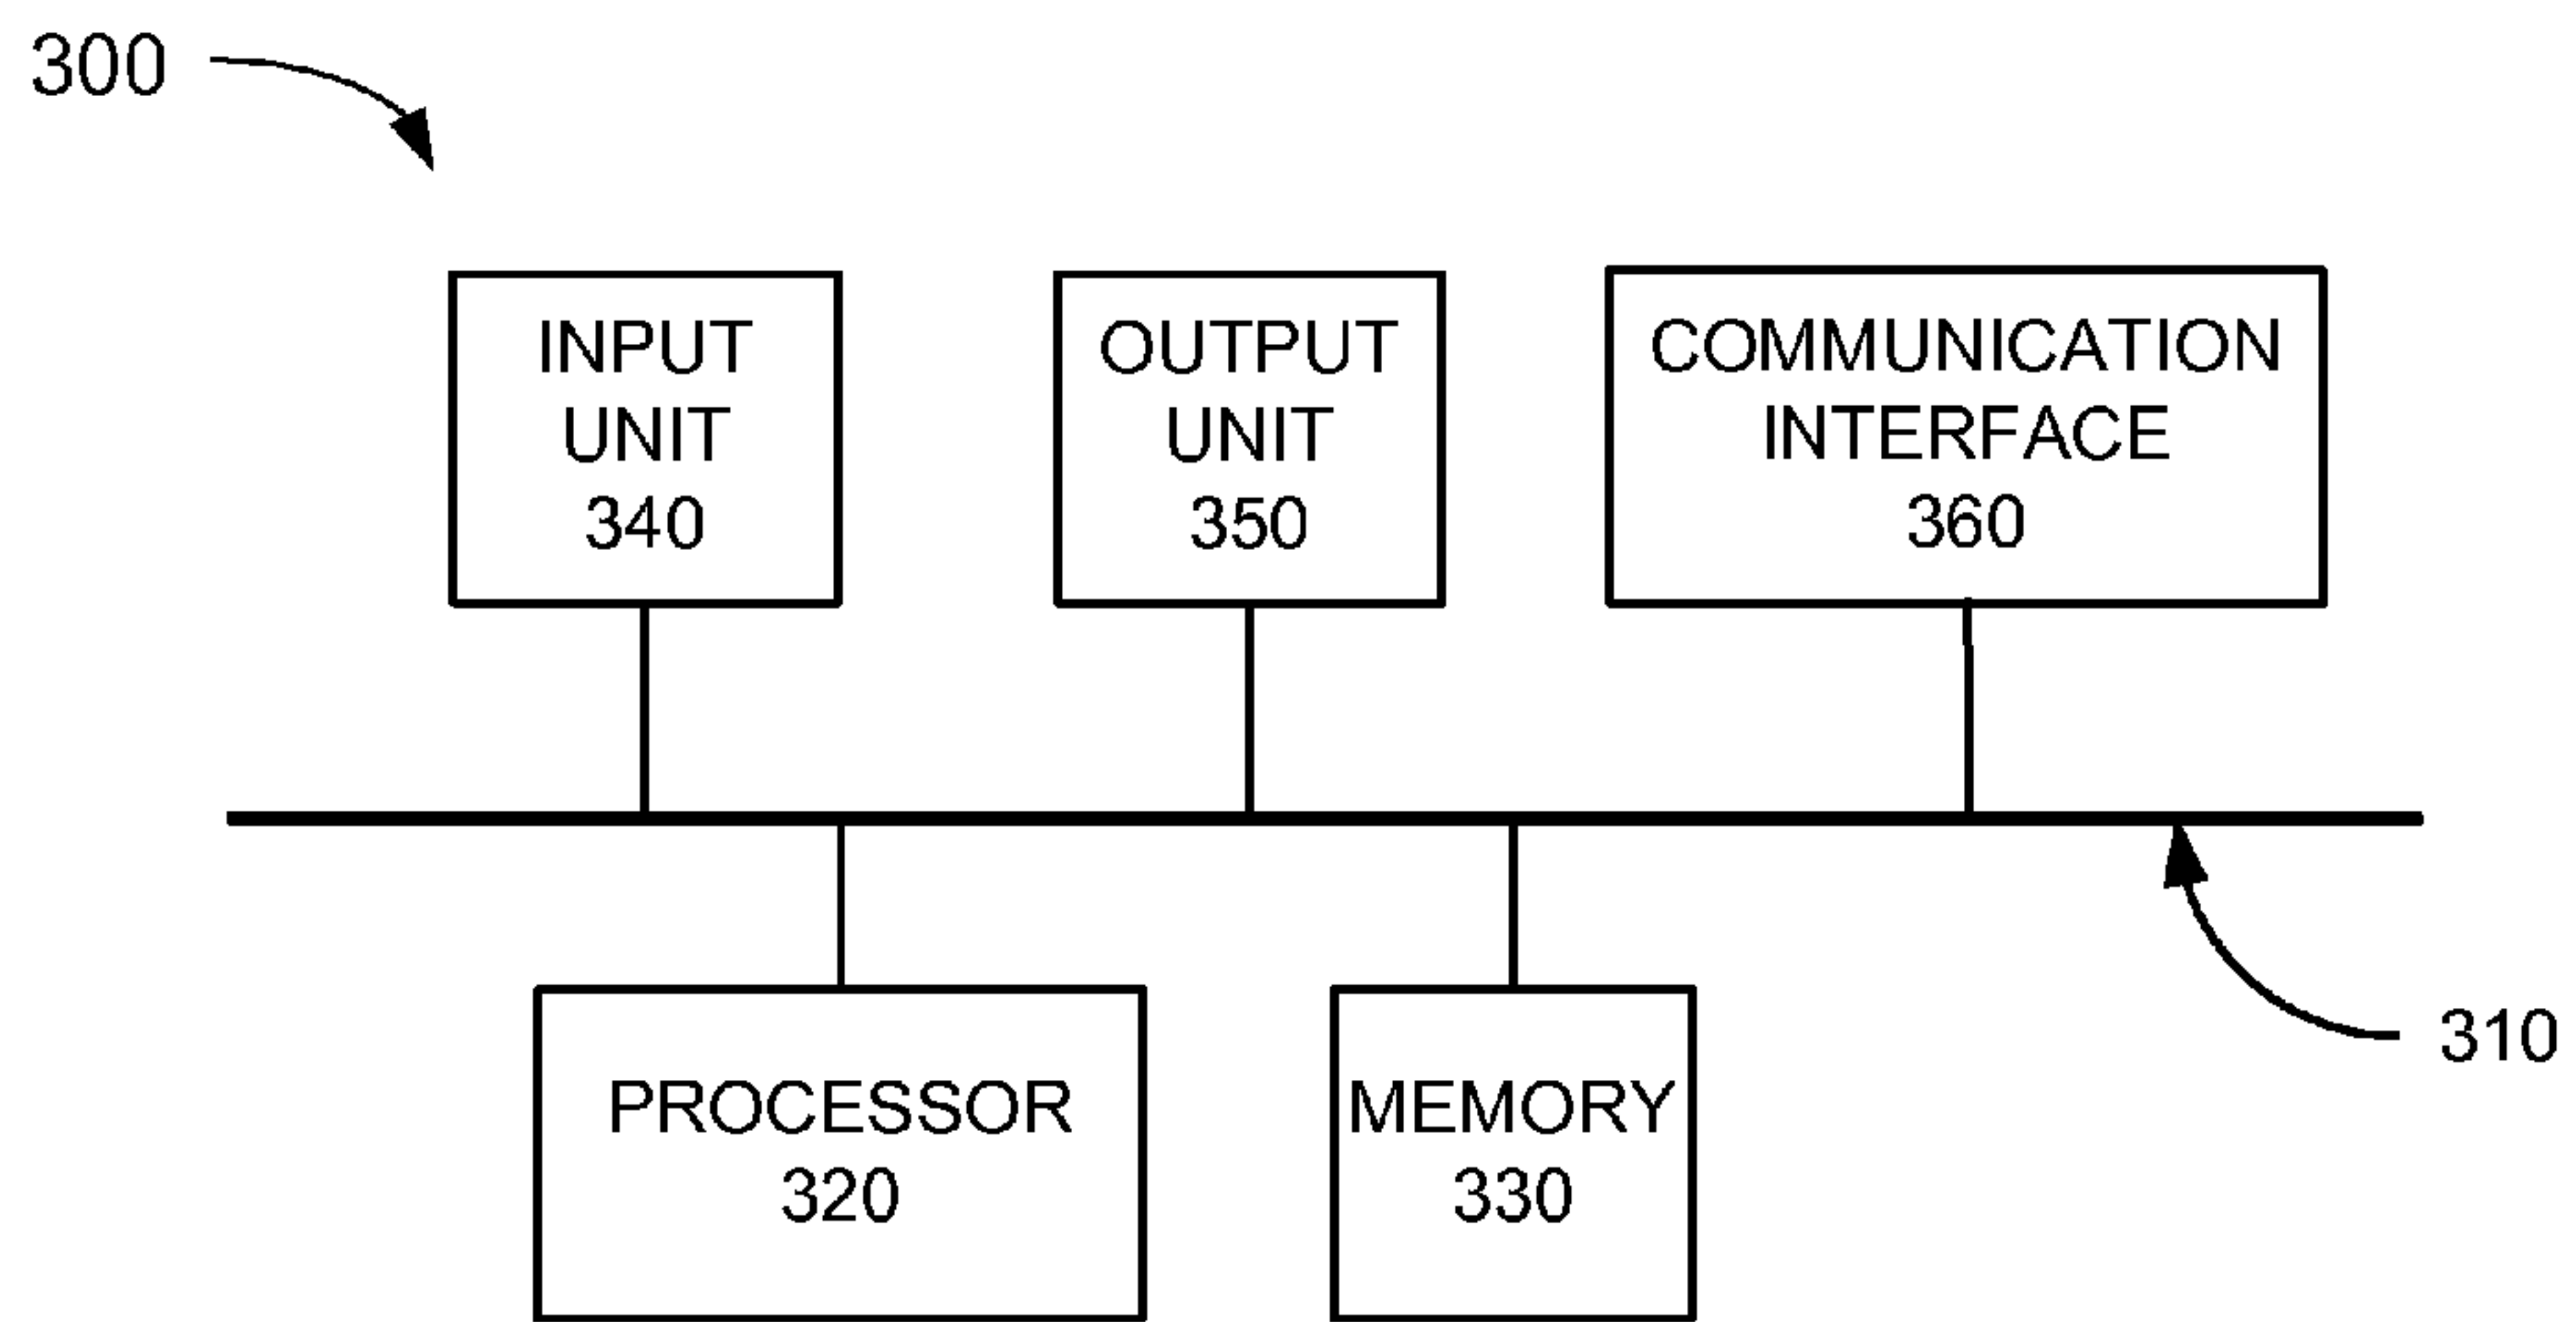 300
INPUT
UNIT
340
OUTPUT
UNIT
350
COMMUNICATION
INTERFACE
360
PROCESSOR
320
MEMORY
330
310